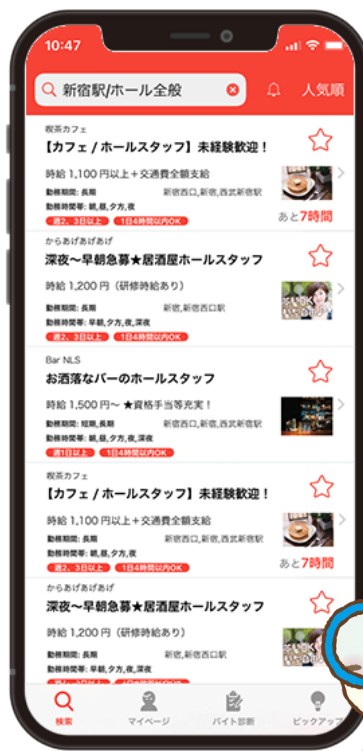 10:47
新宿駅/ホール全般
人気順
喫茶カフェ
【カフェ / ホールスタッフ】未経験歓迎！
時給 1,100 円以上＋交通費全額支給
勤務期間: 長期 新宿西口,新宿,西武新宿駅
勤務時間帯: 朝,昼,夕方,夜
週2、3日以上 1日4時間以内OK
あと7時間
からあげあげあげ
深夜〜早朝急募★居酒屋ホールスタッフ
時給 1,200 円（研修時給あり）
勤務期間: 長期 新宿,新宿西口駅
勤務時間帯: 早朝,夕方,夜,深夜
週2、3日以上 1日4時間以内OK
Bar NLS
お洒落なバーのホールスタッフ
時給 1,500 円〜 ★資格手当等充実！
勤務期間: 短期,長期 新宿西口,新宿,西武新宿駅
勤務時間帯: 朝,昼,夕方,夜,深夜
週1日以上 1日4時間以内OK
喫茶カフェ
【カフェ / ホールスタッフ】未経験歓迎！
時給 1,100 円以上＋交通費全額支給
勤務期間: 長期 新宿西口,新宿,西武新宿駅
勤務時間帯: 朝,昼,夕方,夜
週2、3日以上 1日4時間以内OK
あと7時間
からあげあげあげ
深夜〜早朝急募★居酒屋ホールスタッフ
時給 1,200 円（研修時給あり）
勤務期間: 長期 新宿,新宿西口駅
勤務時間帯: 早朝,夕方,夜,深夜
検索 マイページ バイト診断 ピックアップ